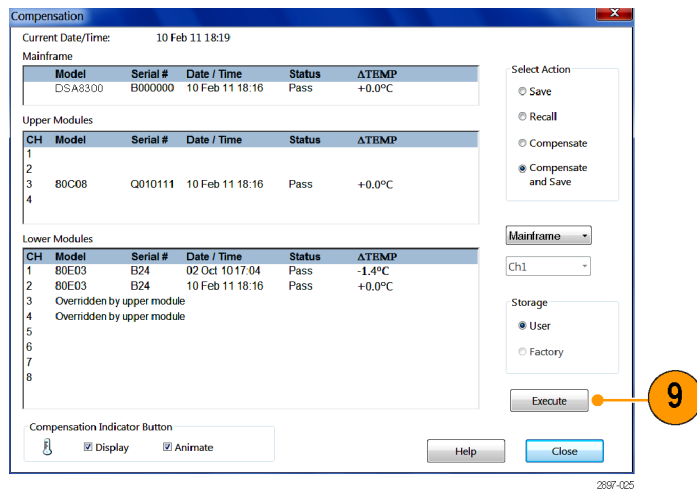 Compensation
Current Date/Time: 10 Feb 11 18:19
Mainframe
Model Serial # Date / Time Status ΔTEMP
DSA8300 B000000 10 Feb 11 18:16 Pass +0.0ºC
Upper Modules
CH Model Serial # Date / Time Status ΔTEMP
1
2
3 80C08 Q010111 10 Feb 11 18:16 Pass +0.0ºC
4
Lower Modules
CH Model Serial # Date / Time Status ΔTEMP
1 80E03 B24 02 Oct 10 17:04 Pass -1.4ºC
2 80E03 B24 10 Feb 11 18:16 Pass +0.0ºC
3 Overridden by upper module
4 Overridden by upper module
5
6
7
8
Compensation Indicator Button
Display Animate
Select Action
Save
Recall
Compensate
Compensate
and Save
Mainframe
Ch1
Storage
User
Factory
Execute
9
Help Close
2897-025